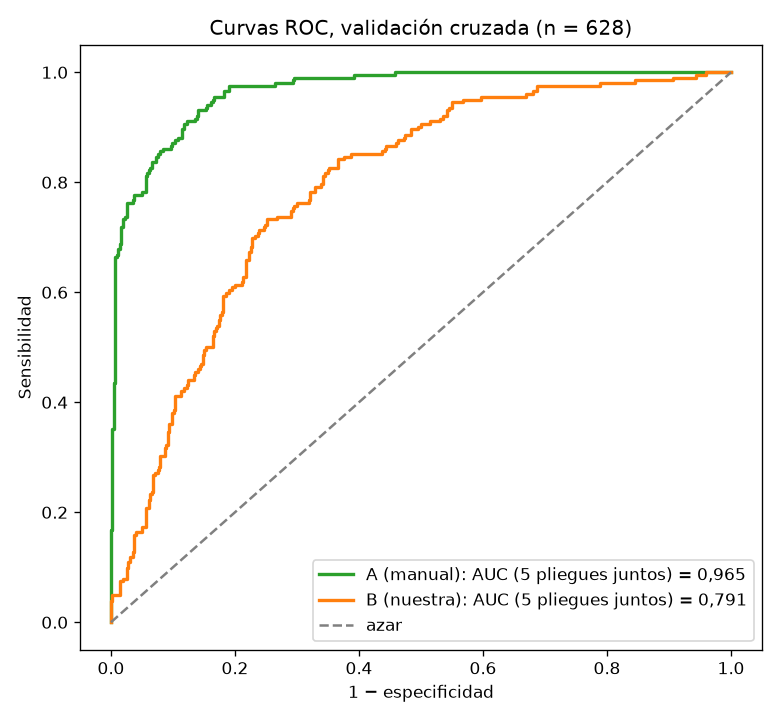 Curvas ROC, validación cruzada (n = 628)
Sensibilidad
1.0
0.8
0.6
0.4
0.2
0.0
0.0 0.2 0.4 0.6 0.8 1.0
1 − especificidad
A (manual): AUC (5 pliegues juntos) = 0,965
B (nuestra): AUC (5 pliegues juntos) = 0,791
azar